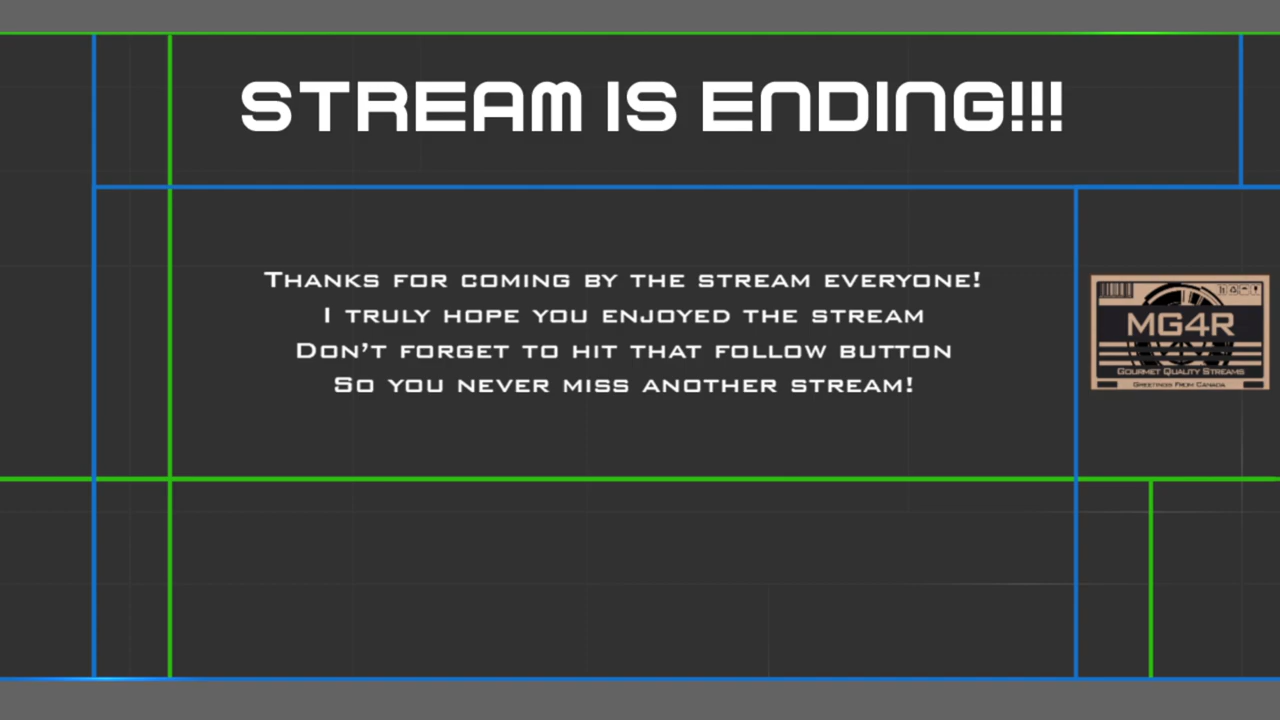 STREAM IS ENDING!!!
THANKS FOR COMING BY THE STREAM EVERYONE!
I TRULY HOPE YOU ENJOYED THE STREAM
DON'T FORGET TO HIT THAT FOLLOW BUTTON
SO YOU NEVER MISS ANOTHER STREAM!
MG4R
GOURMET QUALITY STREAMS
GREETINGS FROM CANADA